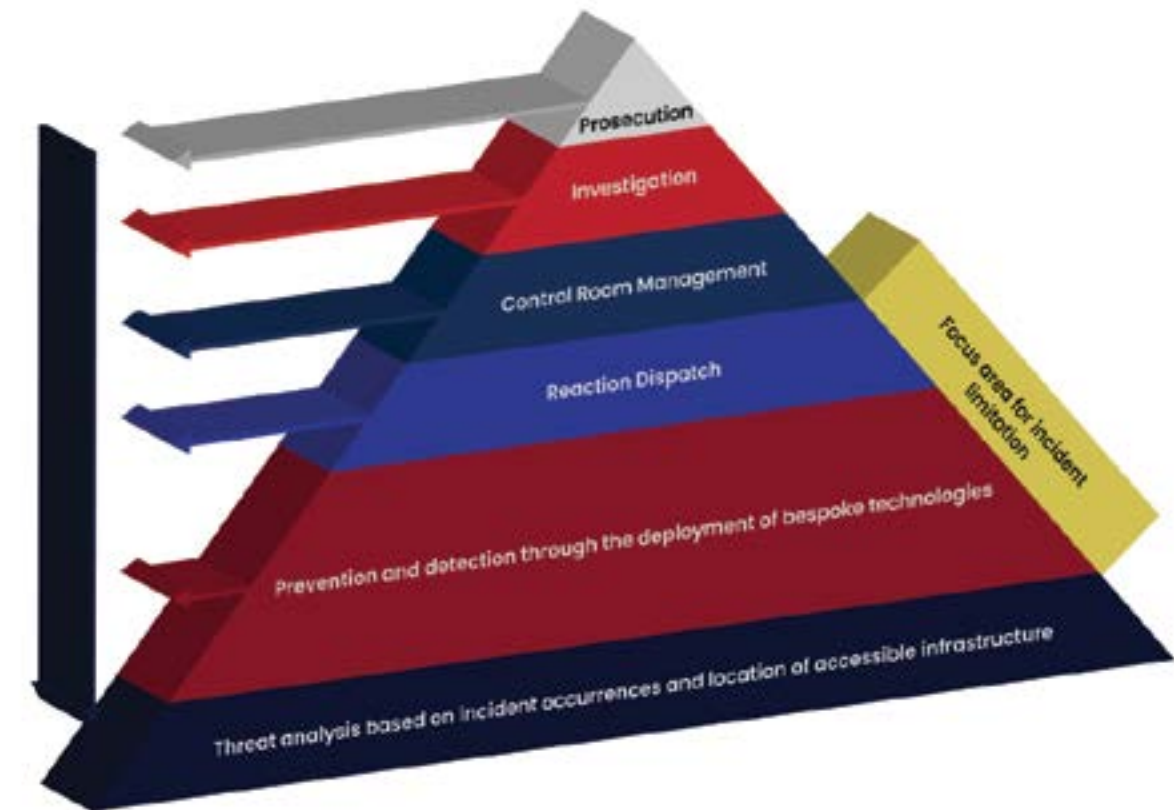 Prosecution
Investigation
Control Room Management
Reaction Dispatch
Focus area for incident
limitation
Prevention and detection through the deployment of bespoke technologies
Threat analysis based on incident occurrences and location of accessible infrastructure